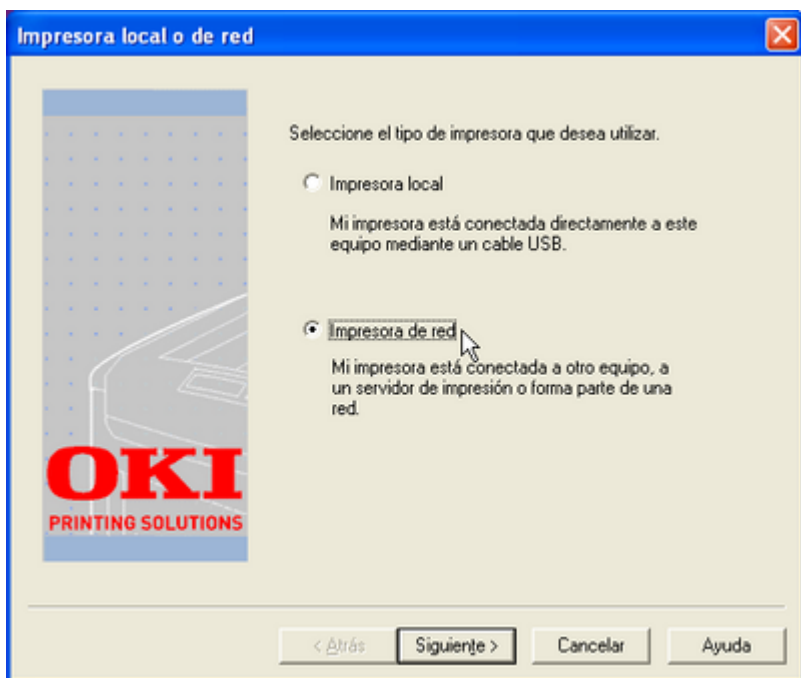 Impresora local o de red
Seleccione el tipo de impresora que desea utilizar.
Impresora local
Mi impresora está conectada directamente a este
equipo mediante un cable USB.
Impresora de red
Mi impresora está conectada a otro equipo, a
un servidor de impresión o forma parte de una
red.
OKI
PRINTING SOLUTIONS
< Atrás Siguiente > Cancelar Ayuda